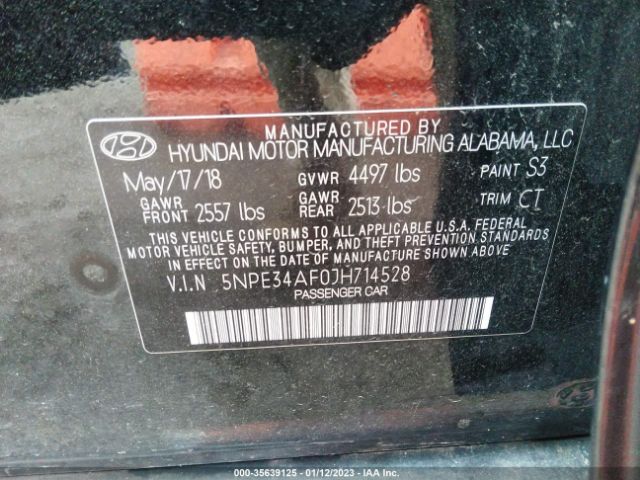 MANUFACTURED BY
HYUNDAI MOTOR MANUFACTURING ALABAMA, LLC
May/17/18 GVWR 4497 lbs PAINT S3
GAWR FRONT 2557 lbs GAWR REAR 2513 lbs TRIM CT
THIS VEHICLE CONFORMS TO ALL APPLICABLE U.S.A. FEDERAL
MOTOR VEHICLE SAFETY, BUMPER, AND THEFT PREVENTION STANDARDS
IN EFFECT ON THE DATE OF MANUFACTURE SHOWN ABOVE
V.I.N 5NPE34AF0JH714528
PASSENGER CAR
000-35639125 - 01/12/2023 - IAA Inc.